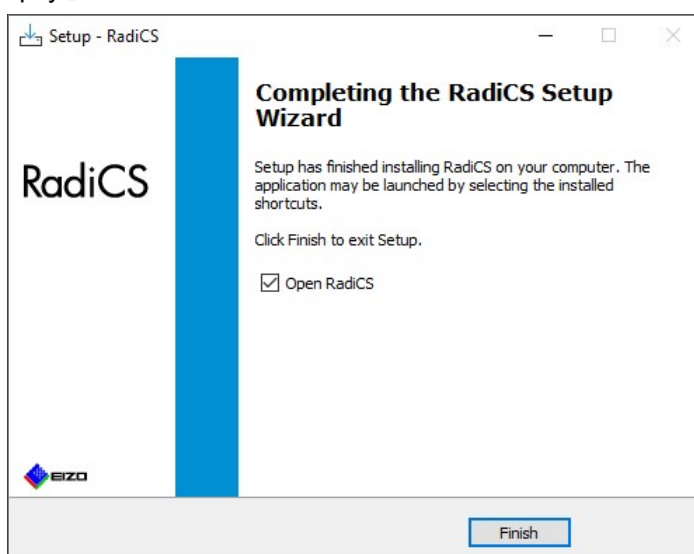 Setup - RadiCS
Completing the RadiCS Setup
Wizard
RadiCS
Setup has finished installing RadiCS on your computer. The
application may be launched by selecting the installed
shortcuts.
Click Finish to exit Setup.
Open RadiCS
EIZO
Finish